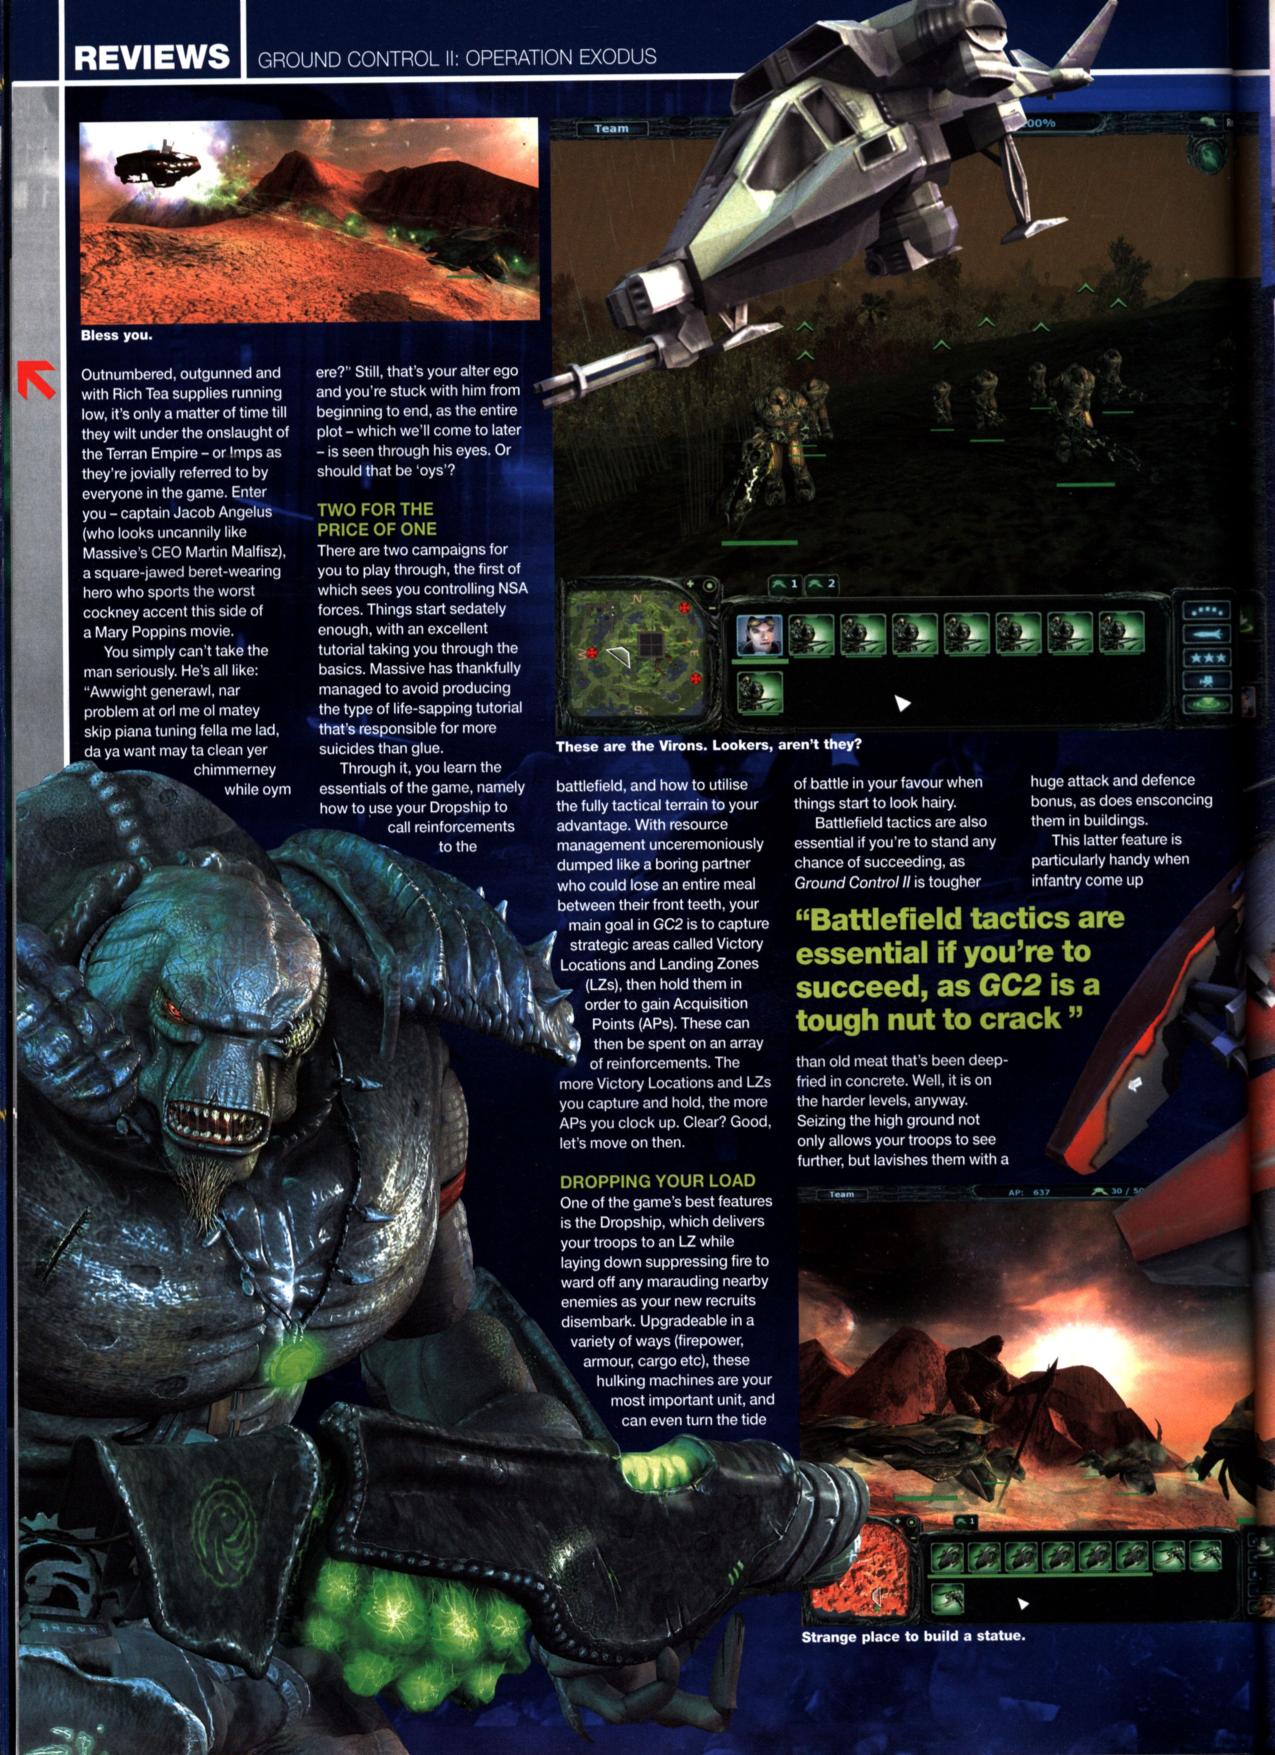 REVIEWS
GROUND CONTROL II: OPERATION EXODUS
Bless you.
Outnumbered, outgunned and
with Rich Tea supplies running
low, it's only a matter of time till
they wilt under the onslaught of
the Terran Empire – or Imps as
they're jovially referred to by
everyone in the game. Enter
you – captain Jacob Angelus
(who looks uncannily like
Massive's CEO Martin Malfisz),
a square-jawed beret-wearing
hero who sports the worst
cockney accent this side of
a Mary Poppins movie.
You simply can't take the
man seriously. He's all like:
“Awwight generawl, nar
problem at orl me ol matey
skip piana tuning fella me lad,
da ya want may ta clean yer
chimmerney
while oym
ere?” Still, that's your alter ego
and you're stuck with him from
beginning to end, as the entire
plot – which we'll come to later
– is seen through his eyes. Or
should that be ‘oys’?
TWO FOR THE
PRICE OF ONE
There are two campaigns for
you to play through, the first of
which sees you controlling NSA
forces. Things start sedately
enough, with an excellent
tutorial taking you through the
basics. Massive has thankfully
managed to avoid producing
the type of life-sapping tutorial
that's responsible for more
suicides than glue.
Through it, you learn the
essentials of the game, namely
how to use your Dropship to
call reinforcements
to the
Team
00%
1
2
N
E
S
W
These are the Virons. Lookers, aren't they?
battlefield, and how to utilise
the fully tactical terrain to your
advantage. With resource
management unceremoniously
dumped like a boring partner
who could lose an entire meal
between their front teeth, your
main goal in GC2 is to capture
strategic areas called Victory
Locations and Landing Zones
(LZs), then hold them in
order to gain Acquisition
Points (APs). These can
then be spent on an array
of reinforcements. The
more Victory Locations and LZs
you capture and hold, the more
APs you clock up. Clear? Good,
let's move on then.
DROPPING YOUR LOAD
One of the game's best features
is the Dropship, which delivers
your troops to an LZ while
laying down suppressing fire to
ward off any marauding nearby
enemies as your new recruits
disembark. Upgradeable in a
variety of ways (firepower,
armour, cargo etc), these
hulking machines are your
most important unit, and
can even turn the tide
of battle in your favour when
things start to look hairy.
Battlefield tactics are also
essential if you're to stand any
chance of succeeding, as
Ground Control II is tougher
“Battlefield tactics are
essential if you're to
succeed, as GC2 is a
tough nut to crack ”
than old meat that's been deep-
fried in concrete. Well, it is on
the harder levels, anyway.
Seizing the high ground not
only allows your troops to see
further, but lavishes them with a
huge attack and defence
bonus, as does ensconcing
them in buildings.
This latter feature is
particularly handy when
infantry come up
Team
AP: 637
30 / 50
1
Strange place to build a statue.